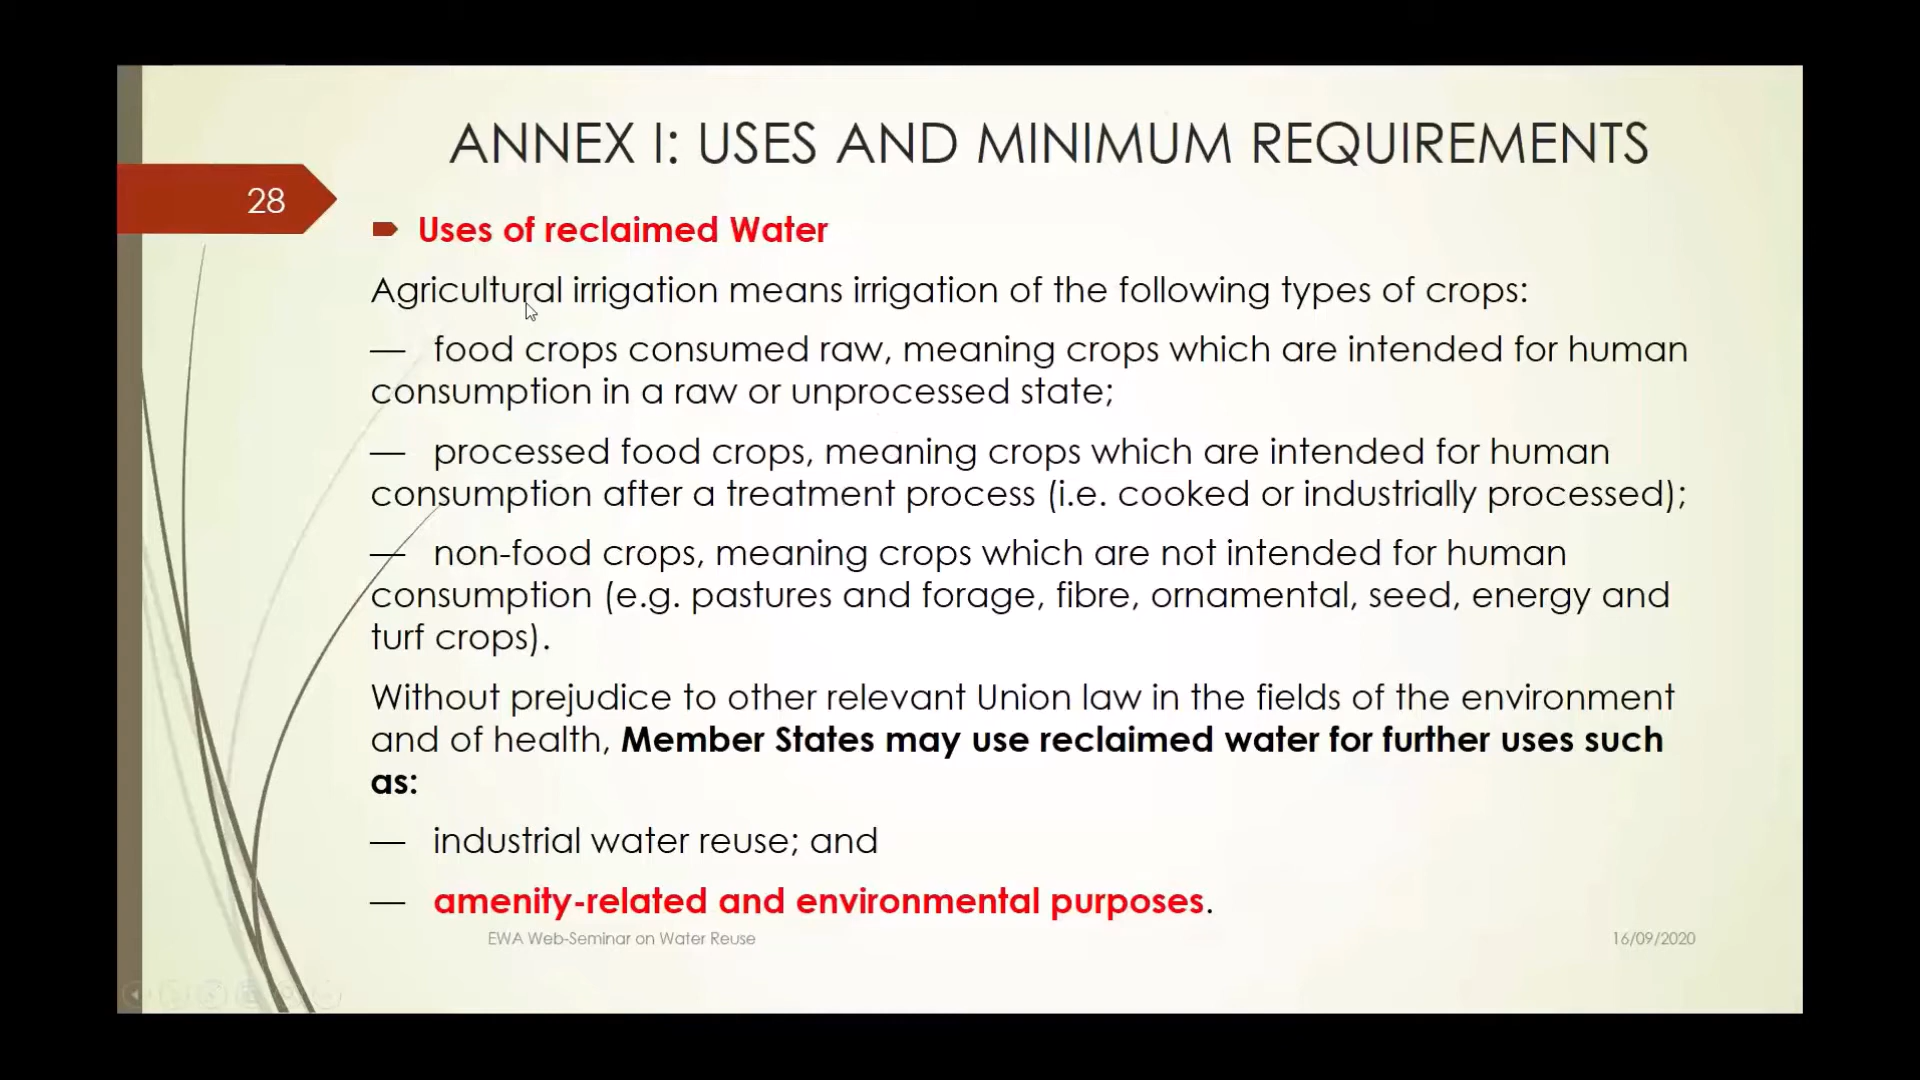 ANNEX I: USES AND MINIMUM REQUIREMENTS
28
Uses of reclaimed Water
Agricultural irrigation means irrigation of the following types of crops:
— food crops consumed raw, meaning crops which are intended for human
consumption in a raw or unprocessed state;
— processed food crops, meaning crops which are intended for human
consumption after a treatment process (i.e. cooked or industrially processed);
— non-food crops, meaning crops which are not intended for human
consumption (e.g. pastures and forage, fibre, ornamental, seed, energy and
turf crops).
Without prejudice to other relevant Union law in the fields of the environment
and of health, Member States may use reclaimed water for further uses such
as:
— industrial water reuse; and
— amenity-related and environmental purposes.
EWA Web-Seminar on Water Reuse
16/09/2020